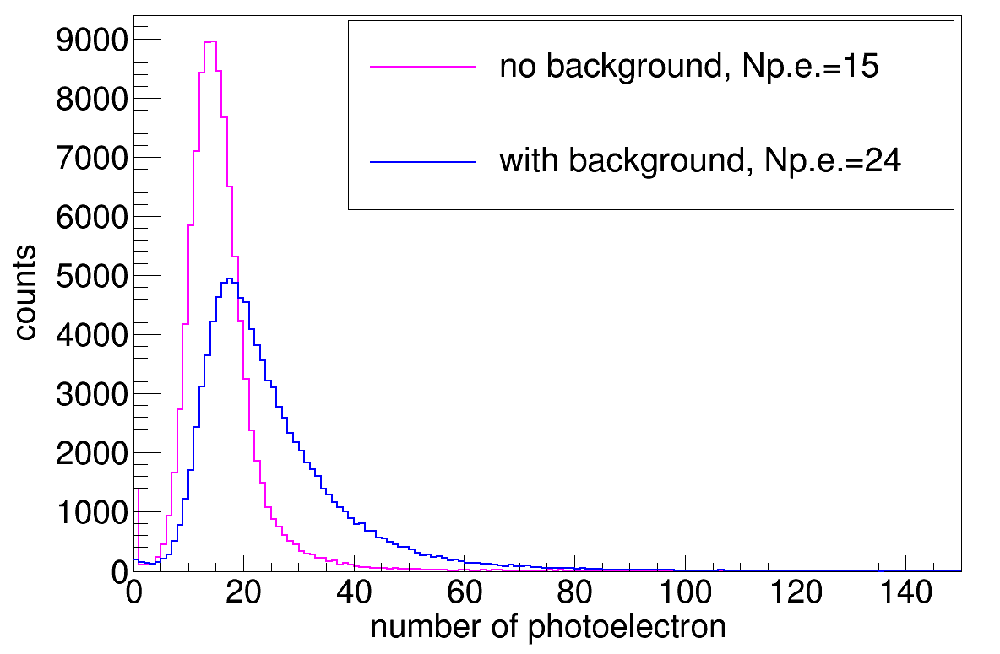 9000
8000
7000
6000
5000
4000
3000
2000
1000
0
counts
no background, Np.e.=15
with background, Np.e.=24
0 20 40 60 80 100 120 140
number of photoelectron